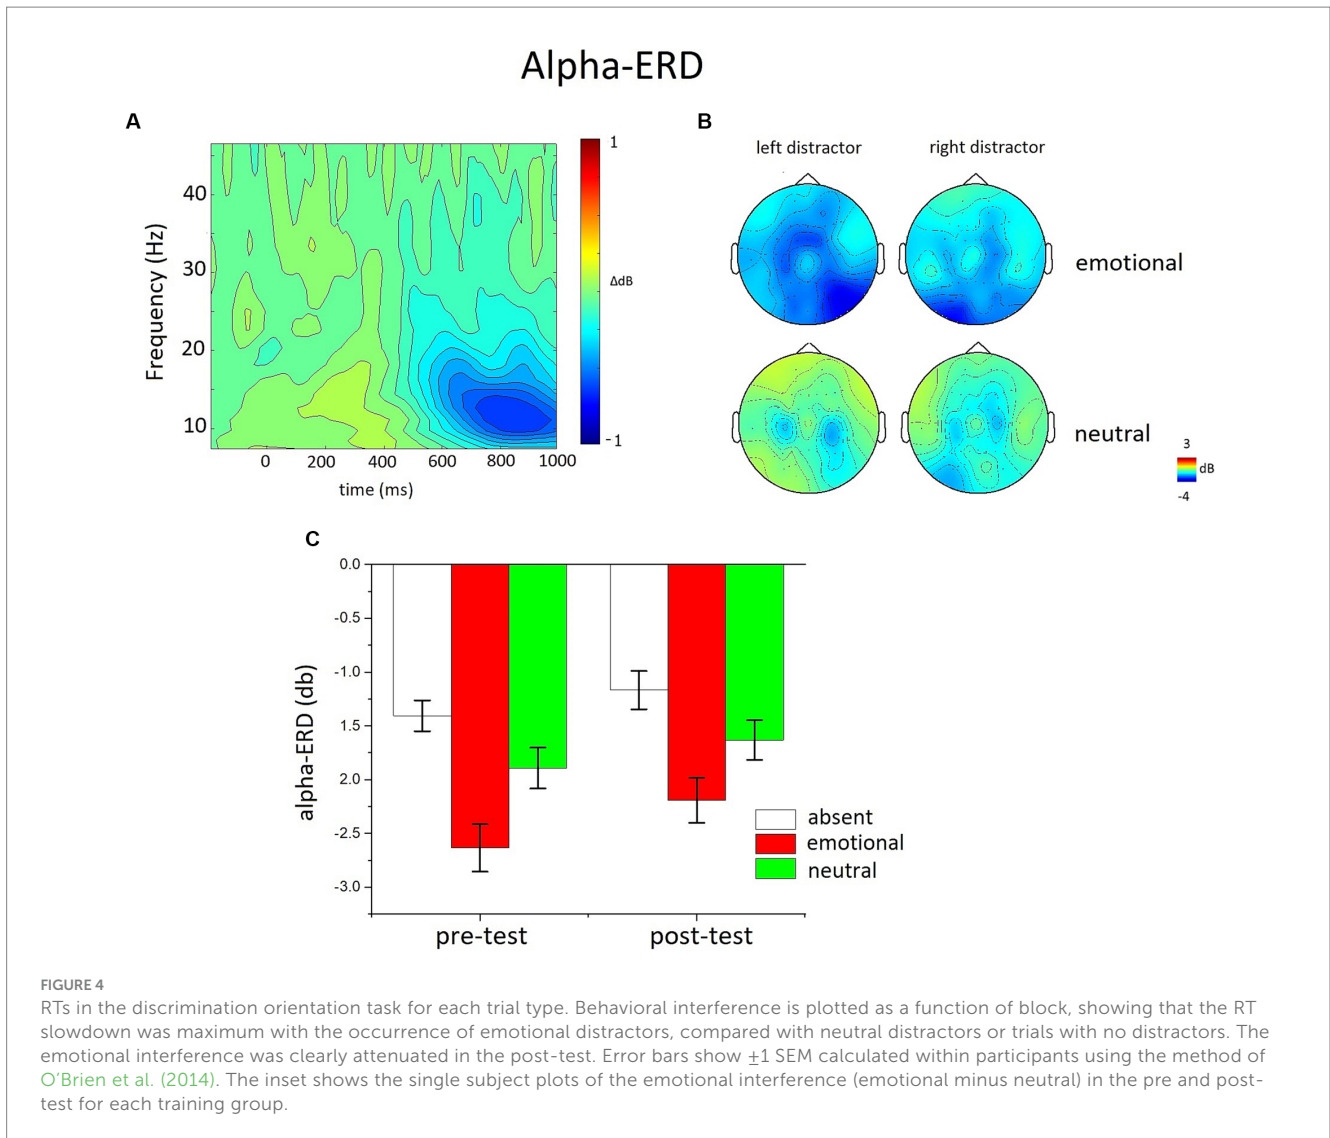 Alpha-ERD
A
1
ΔdB
-1
40
30
20
10
Frequency (Hz)
0 200 400 600 800 1000
time (ms)
B
left distractor right distractor
emotional
neutral
3
dB
-4
C
0.0
-0.5
-1.0
1.5
2.0
-2.5
-3.0
alpha-ERD (db)
absent
emotional
neutral
pre-test post-test
FIGURE 4
RTs in the discrimination orientation task for each trial type. Behavioral interference is plotted as a function of block, showing that the RT
slowdown was maximum with the occurrence of emotional distractors, compared with neutral distractors or trials with no distractors. The
emotional interference was clearly attenuated in the post-test. Error bars show ±1 SEM calculated within participants using the method of
O'Brien et al. (2014). The inset shows the single subject plots of the emotional interference (emotional minus neutral) in the pre and post-
test for each training group.